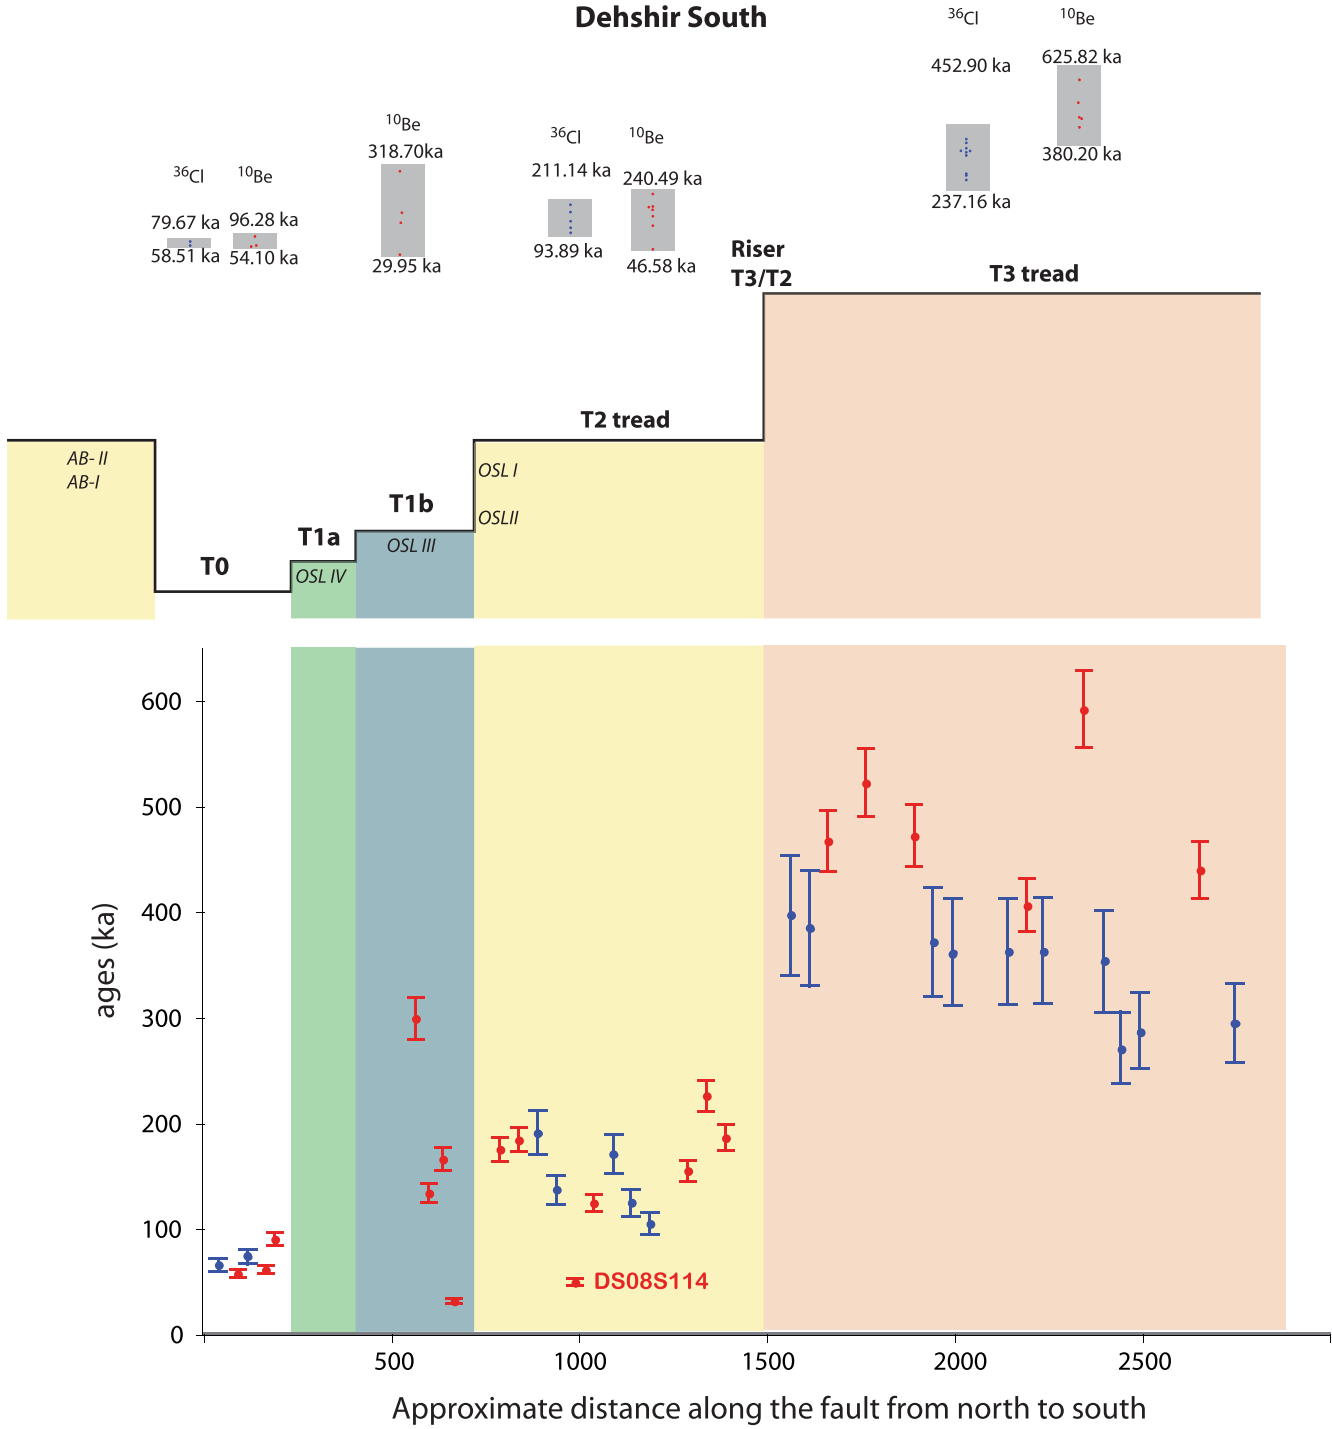 Dehshir South
36Cl
10Be
452.90 ka
625.82 ka
237.16 ka
380.20 ka
10Be
318.70ka
29.95 ka
36Cl
10Be
211.14 ka
240.49 ka
93.89 ka
46.58 ka
36Cl
10Be
79.67 ka
96.28 ka
58.51 ka
54.10 ka
Riser
T3/T2
T3 tread
T2 tread
AB- II
AB-I
OSL I
OSLII
T1b
OSL III
T1a
OSL IV
T0
600
500
400
300
200
100
0
ages (ka)
DS08S114
500
1000
1500
2000
2500
Approximate distance along the fault from north to south